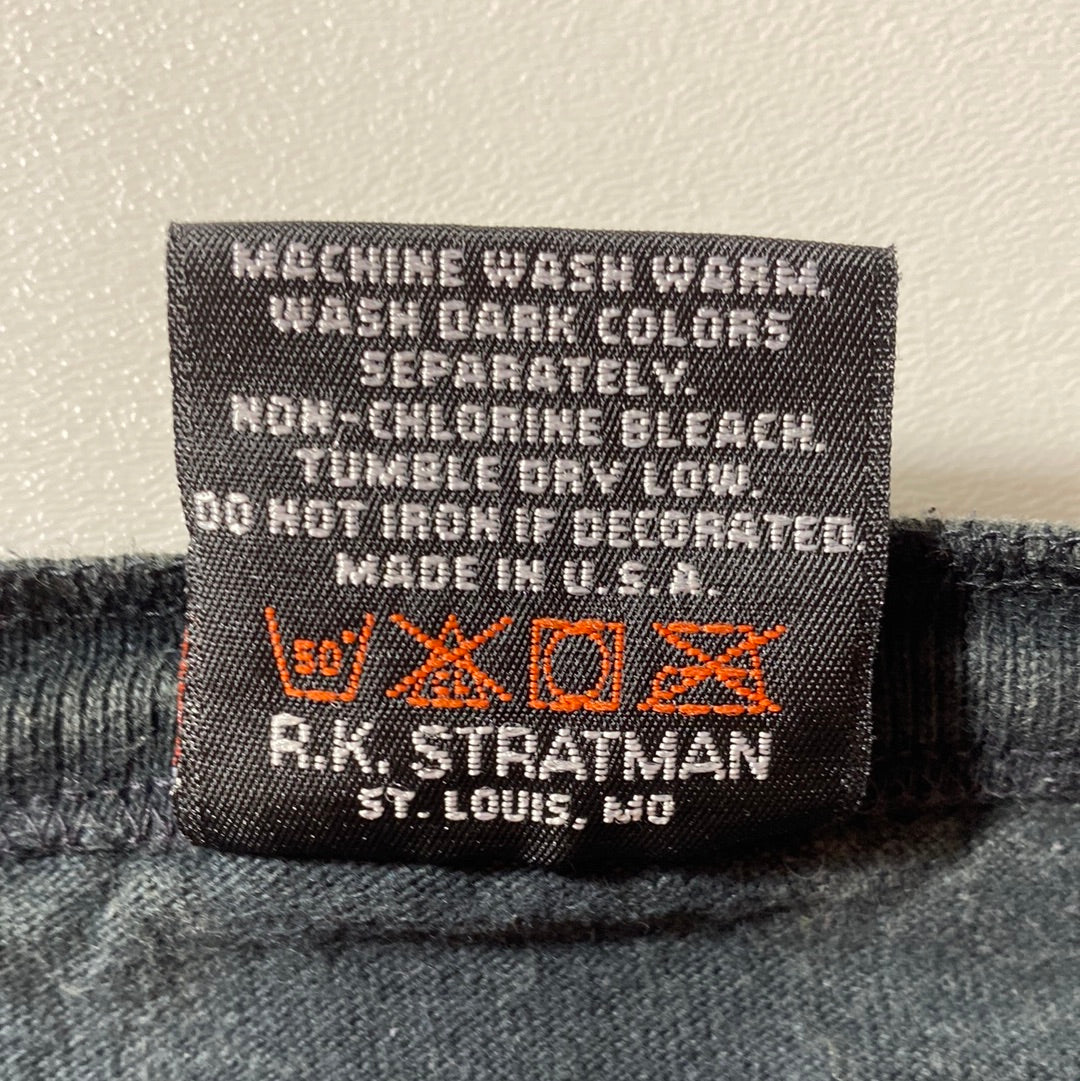 MACHINE WASH WARM.
WASH DARK COLORS
SEPARATELY.
NON-CHLORINE BLEACH.
TUMBLE DRY LOW.
DO NOT IRON IF DECORATED.
MADE IN U.S.A.
50°
R.K. STRATMAN
ST. LOUIS, MO